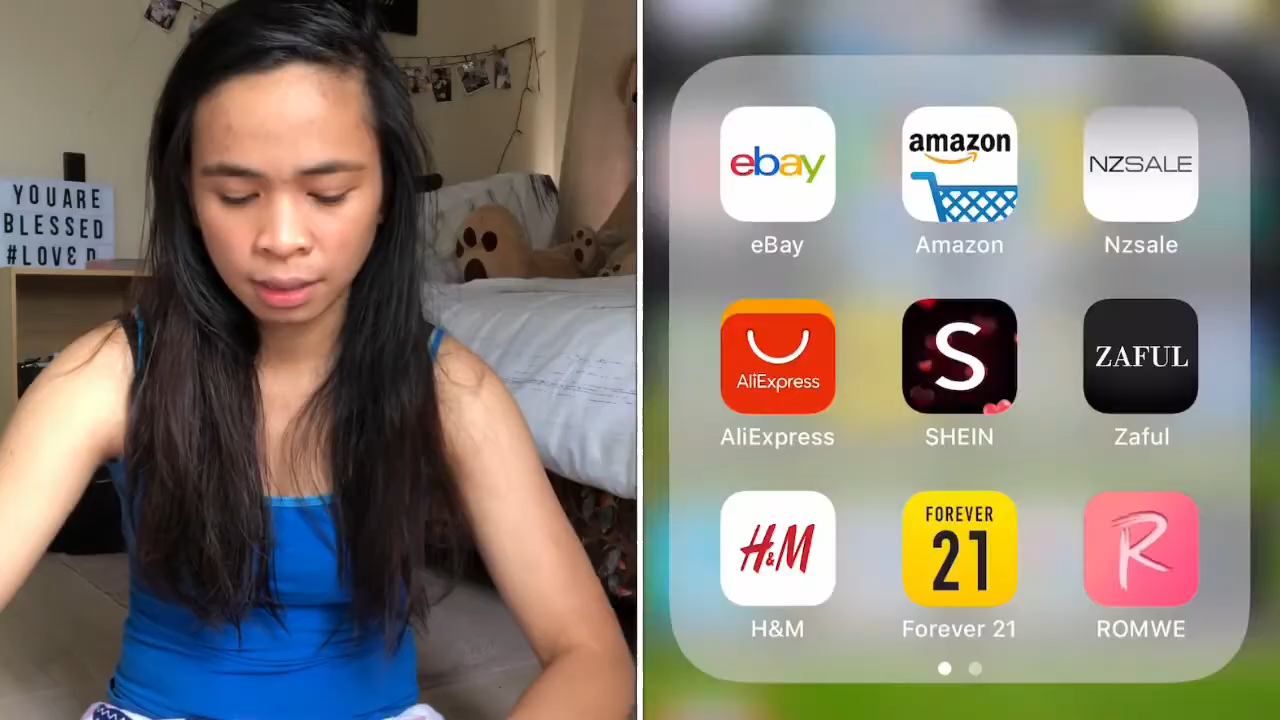 YOU ARE
BLESSED
#LOV&D
ebay
eBay
amazon
Amazon
NZSALE
Nzsale
AliExpress
AliExpress
S
SHEIN
ZAFUL
Zaful
H&M
H&M
FOREVER
21
Forever 21
R
ROMWE